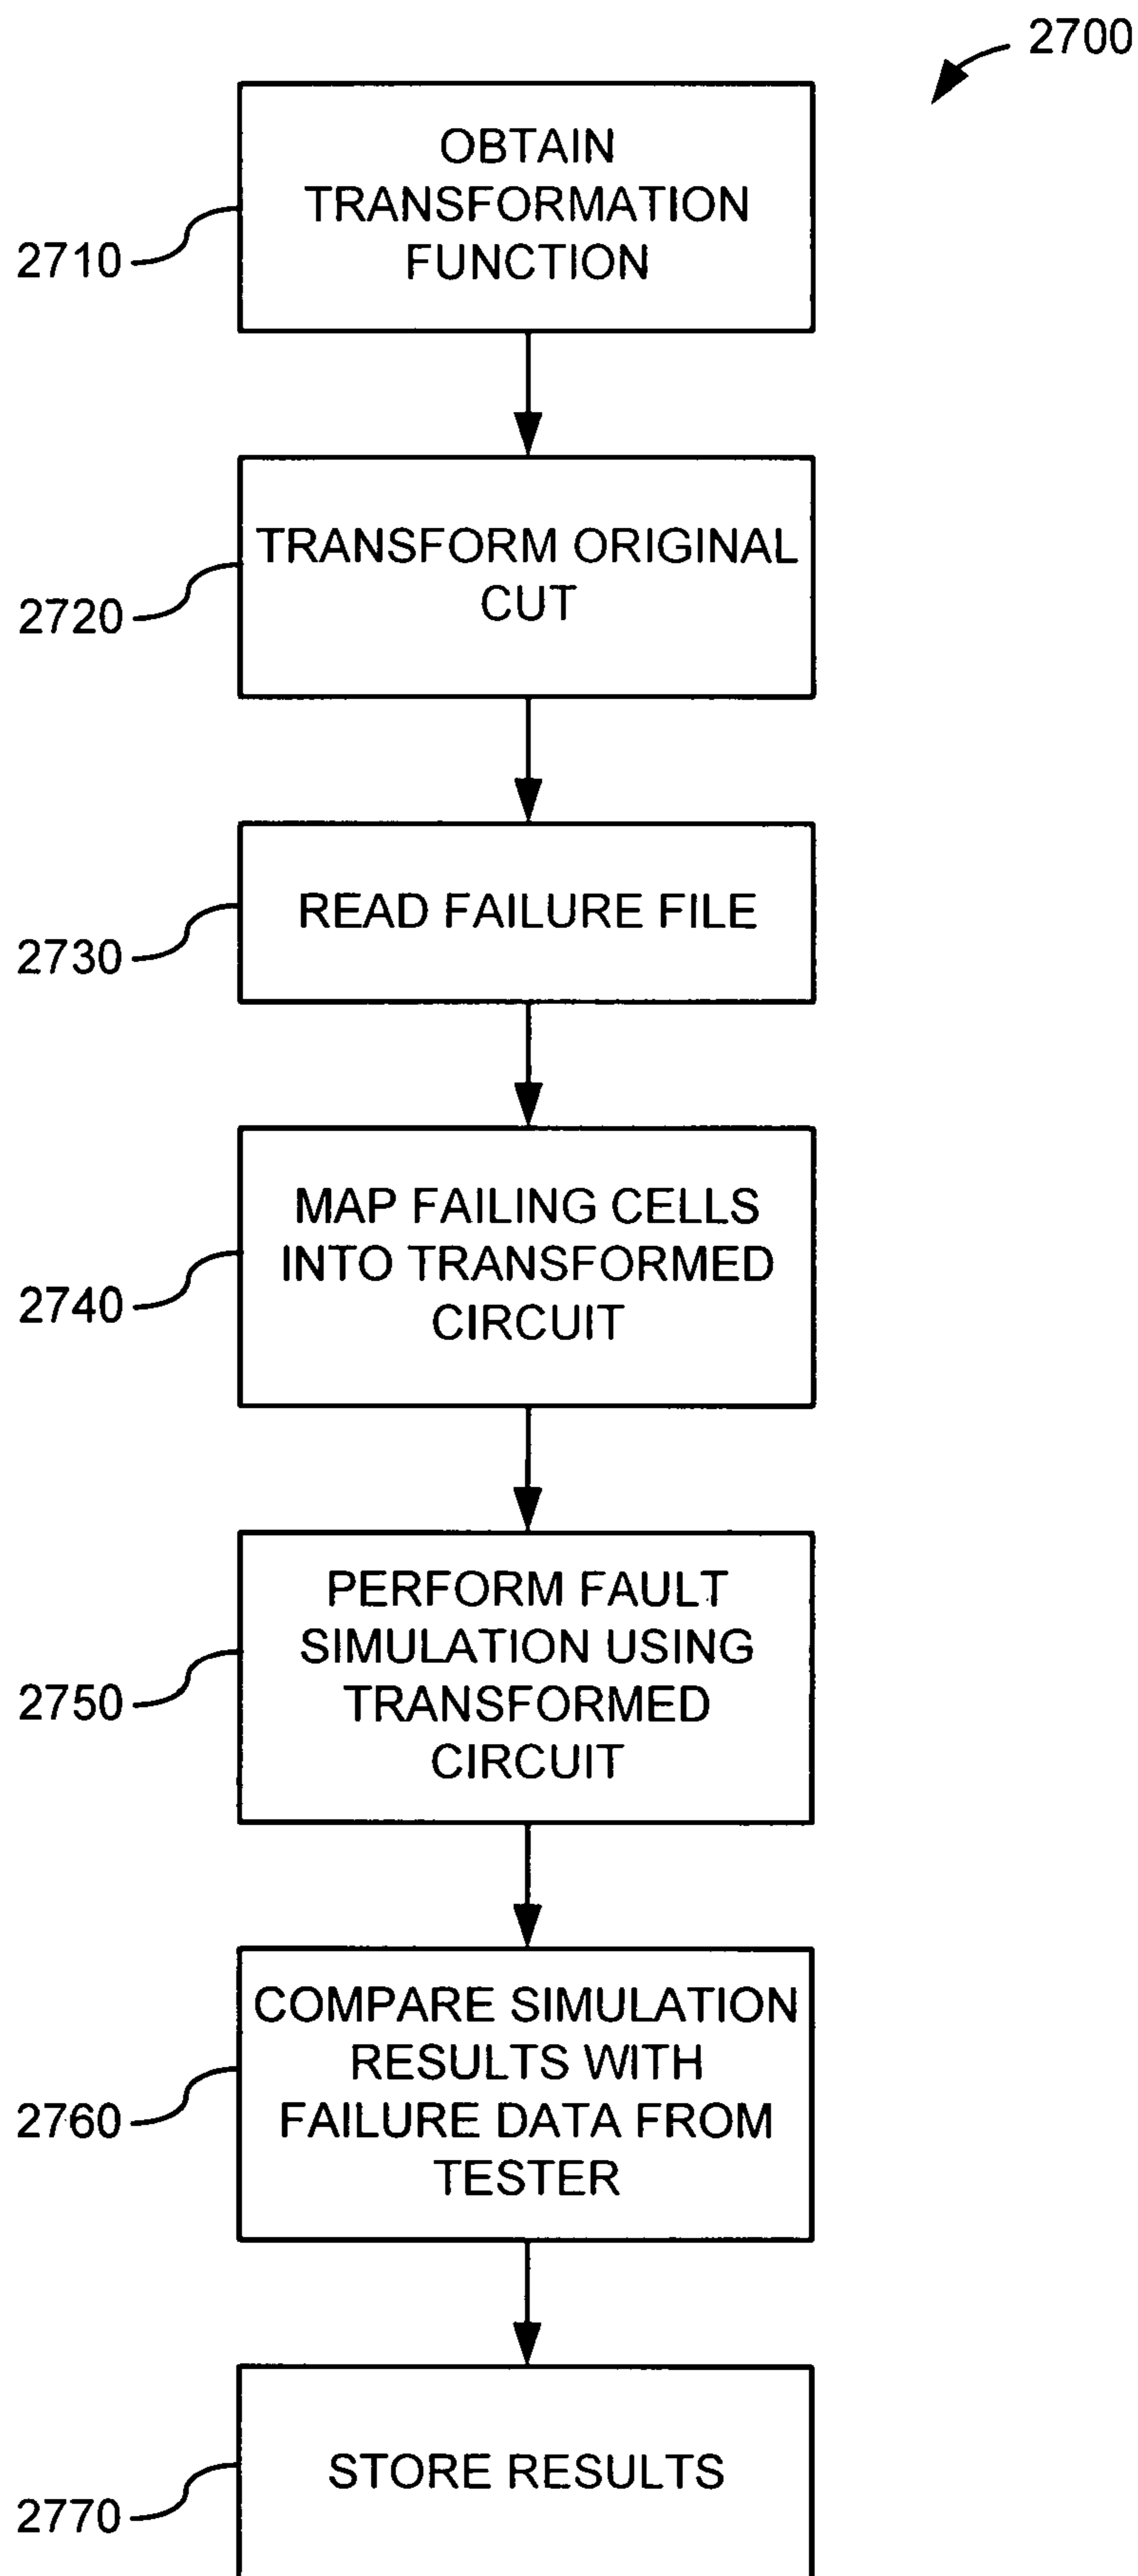 2700
OBTAIN
TRANSFORMATION
FUNCTION
2710
TRANSFORM ORIGINAL
CUT
2720
READ FAILURE FILE
2730
MAP FAILING CELLS
INTO TRANSFORMED
CIRCUIT
2740
PERFORM FAULT
SIMULATION USING
TRANSFORMED
CIRCUIT
2750
COMPARE SIMULATION
RESULTS WITH
FAILURE DATA FROM
TESTER
2760
STORE RESULTS
2770